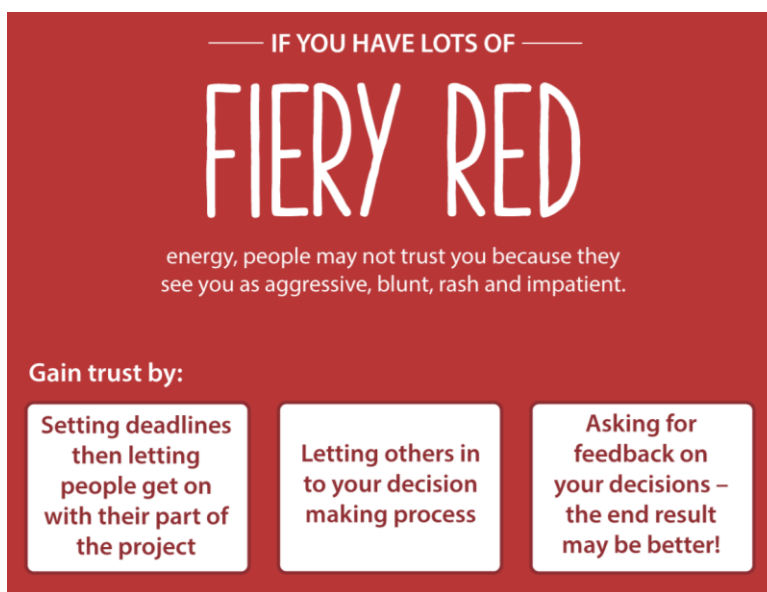 IF YOU HAVE LOTS OF
FIERY RED
energy, people may not trust you because they
see you as aggressive, blunt, rash and impatient.
Gain trust by:
Setting deadlines
then letting
people get on
with their part of
the project
Letting others in
to your decision
making process
Asking for
feedback on
your decisions –
the end result
may be better!